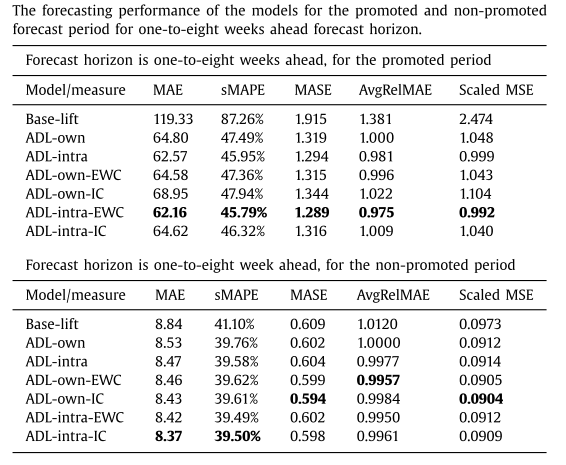 The forecasting performance of the models for the promoted and non-promoted
forecast period for one-to-eight weeks ahead forecast horizon.
Forecast horizon is one-to-eight weeks ahead, for the promoted period
Model/measure MAE sMAPE MASE AvgRelMAE Scaled MSE
Base-lift 119.33 87.26% 1.915 1.381 2.474
ADL-own 64.80 47.49% 1.319 1.000 1.048
ADL-intra 62.57 45.95% 1.294 0.981 0.999
ADL-own-EWC 64.58 47.36% 1.315 0.996 1.043
ADL-own-IC 68.95 47.94% 1.344 1.022 1.104
ADL-intra-EWC 62.16 45.79% 1.289 0.975 0.992
ADL-intra-IC 64.62 46.32% 1.316 1.009 1.040
Forecast horizon is one-to-eight week ahead, for the non-promoted period
Model/measure MAE sMAPE MASE AvgRelMAE Scaled MSE
Base-lift 8.84 41.10% 0.609 1.0120 0.0973
ADL-own 8.53 39.76% 0.602 1.0000 0.0912
ADL-intra 8.47 39.58% 0.604 0.9977 0.0914
ADL-own-EWC 8.46 39.62% 0.599 0.9957 0.0905
ADL-own-IC 8.43 39.61% 0.594 0.9984 0.0904
ADL-intra-EWC 8.42 39.49% 0.602 0.9950 0.0912
ADL-intra-IC 8.37 39.50% 0.598 0.9961 0.0909